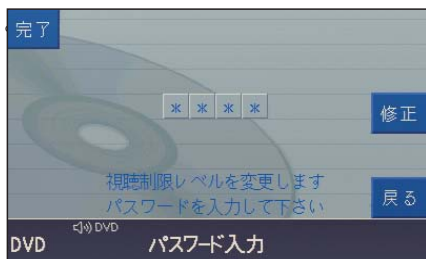 完了
＊ ＊ ＊ ＊
修正
視聴制限レベルを変更します
パスワードを入力して下さい
戻る
DVD
DVD パスワード入力